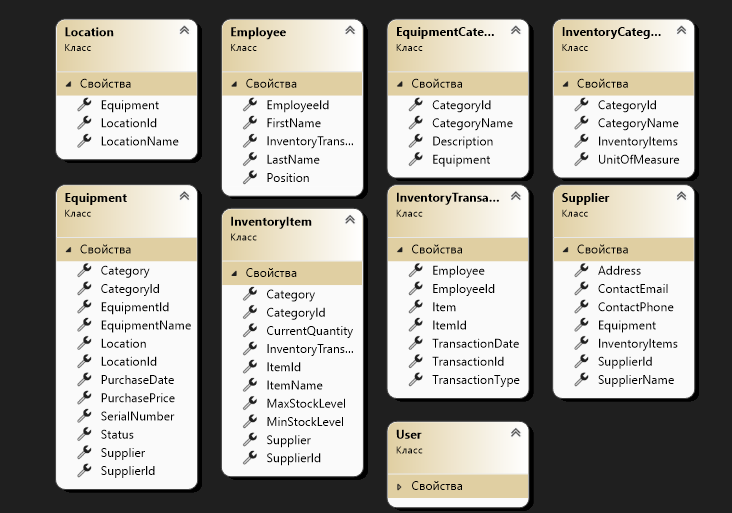 Location
Класс
Свойства
Equipment
LocationId
LocationName
Employee
Класс
Свойства
EmployeeId
FirstName
InventoryTrans...
LastName
Position
EquipmentCate...
Класс
Свойства
CategoryId
CategoryName
Description
Equipment
InventoryCateg...
Класс
Свойства
CategoryId
CategoryName
InventoryItems
UnitOfMeasure
Equipment
Класс
Свойства
Category
CategoryId
EquipmentId
EquipmentName
Location
LocationId
PurchaseDate
PurchasePrice
SerialNumber
Status
Supplier
SupplierId
InventoryItem
Класс
Свойства
Category
CategoryId
CurrentQuantity
InventoryTrans...
ItemId
ItemName
MaxStockLevel
MinStockLevel
Supplier
SupplierId
InventoryTransa...
Класс
Свойства
Employee
EmployeeId
Item
ItemId
TransactionDate
TransactionId
TransactionType
Supplier
Класс
Свойства
Address
ContactEmail
ContactPhone
Equipment
InventoryItems
SupplierId
SupplierName
User
Класс
Свойства